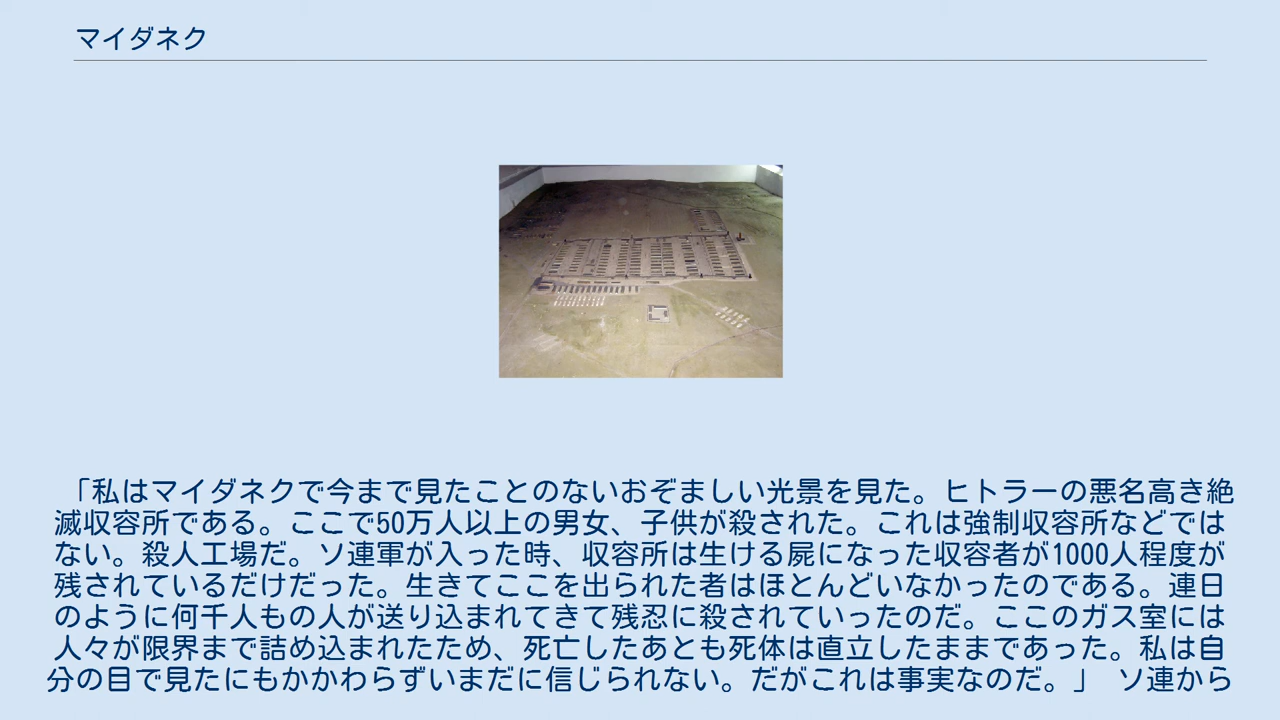 マイダネク
「私はマイダネクで今まで見たことのないおぞましい光景を見た。ヒトラーの悪名高き絶
滅収容所である。ここで50万人以上の男女、子供が殺された。これは強制収容所などでは
ない。殺人工場だ。ソ連軍が入った時、収容所は生ける屍になった収容者が1000人程度が
残されているだけだった。生きてここを出られた者はほとんどいなかったのである。連日
のように何千人もの人が送り込まれてきて残忍に殺されていったのだ。ここのガス室には
人々が限界まで詰め込まれたため、死亡したあとも死体は直立したままであった。私は自
分の目で見たにもかかわらずいまだに信じられない。だがこれは事実なのだ。」 ソ連から